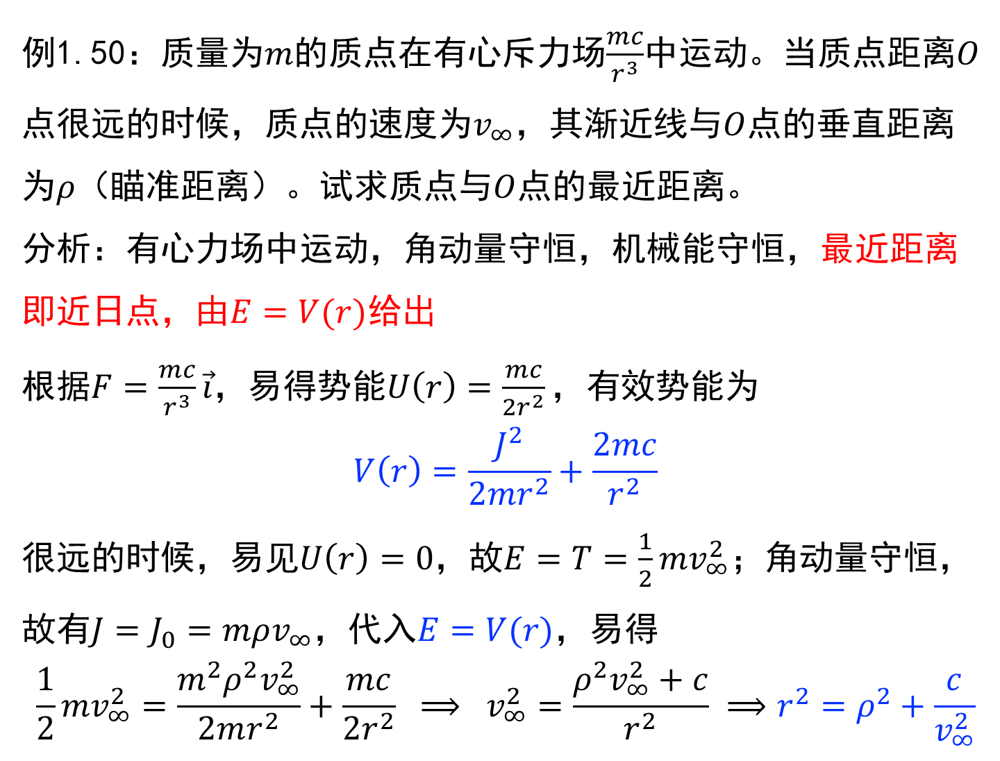 例1.50：质量为$m$的质点在有心斥力场$\frac{mc}{r^3}$中运动。当质点距离$O$
点很远的时候，质点的速度为$v_\infty$，其渐近线与$O$点的垂直距离
为$\rho$（瞄准距离）。试求质点与$O$点的最近距离。
分析：有心力场中运动，角动量守恒，机械能守恒，最近距离
即近日点，由$E = V(r)$给出
根据$F = \frac{mc}{r^3}\vec{\imath}$，易得势能$U(r) = \frac{mc}{2r^2}$，有效势能为
$V(r) = \frac{J^2}{2mr^2} + \frac{2mc}{r^2}$
很远的时候，易见$U(r) = 0$，故$E = T = \frac{1}{2}mv_\infty^2$；角动量守恒，
故有$J = J_0 = m\rho v_\infty$，代入$E = V(r)$，易得
$\frac{1}{2}mv_\infty^2 = \frac{m^2\rho^2v_\infty^2}{2mr^2} + \frac{mc}{2r^2} \implies v_\infty^2 = \frac{\rho^2v_\infty^2 + c}{r^2} \implies r^2 = \rho^2 + \frac{c}{v_\infty^2}$